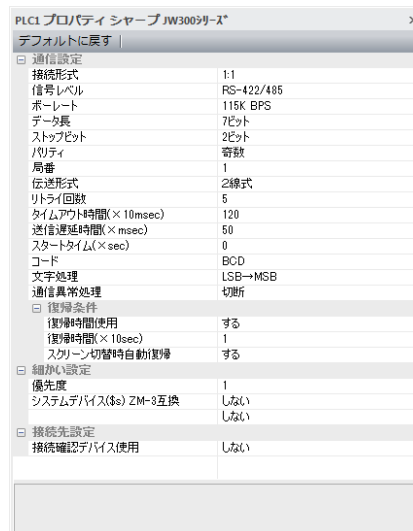 PLC1 プロパティ シャープ JW300ｼﾘｰｽﾞ
デフォルトに戻す
通信設定
接続形式 1:1
信号レベル RS-422/485
ボーレート 115K BPS
データ長 7ビット
ストップビット 2ビット
パリティ 奇数
局番 1
伝送形式 2線式
リトライ回数 5
タイムアウト時間(×10msec) 120
送信遅延時間(×msec) 50
スタートタイム(×sec) 0
コード BCD
文字処理 LSB→MSB
通信異常処理 切断
復帰条件
復帰時間使用 する
復帰時間(×10sec) 1
スクリーン切替時自動復帰 する
細かい設定
優先度 1
システムデバイス($s) ZM-3互換 しない
しない
接続先設定
接続確認デバイス使用 しない